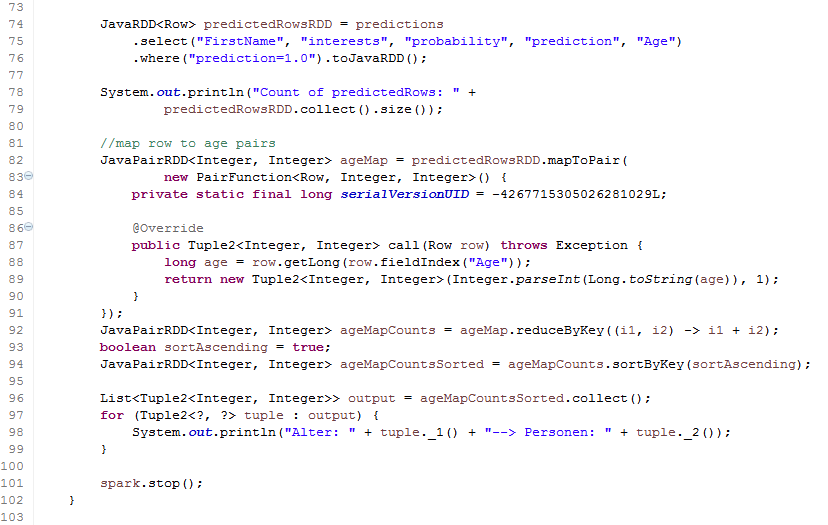 73
74 JavaRDD<Row> predictedRowsRDD = predictions
75 .select("FirstName", "interests", "probability", "prediction", "Age")
76 .where("prediction=1.0").toJavaRDD();
77
78 System.out.println("Count of predictedRows: " +
79 predictedRowsRDD.collect().size());
80
81 //map row to age pairs
82 JavaPairRDD<Integer, Integer> ageMap = predictedRowsRDD.mapToPair(
83 new PairFunction<Row, Integer, Integer>() {
84 private static final long serialVersionUID = -4267715305026281029L;
85
86 @Override
87 public Tuple2<Integer, Integer> call(Row row) throws Exception {
88 long age = row.getLong(row.fieldIndex("Age"));
89 return new Tuple2<Integer, Integer>(Integer.parseInt(Long.toString(age)), 1);
90 }
91 });
92 JavaPairRDD<Integer, Integer> ageMapCounts = ageMap.reduceByKey((i1, i2) -> i1 + i2);
93 boolean sortAscending = true;
94 JavaPairRDD<Integer, Integer> ageMapCountsSorted = ageMapCounts.sortByKey(sortAscending);
95
96 List<Tuple2<Integer, Integer>> output = ageMapCountsSorted.collect();
97 for (Tuple2<?, ?> tuple : output) {
98 System.out.println("Alter: " + tuple._1() + "--> Personen: " + tuple._2());
99 }
100
101 spark.stop();
102 }
103